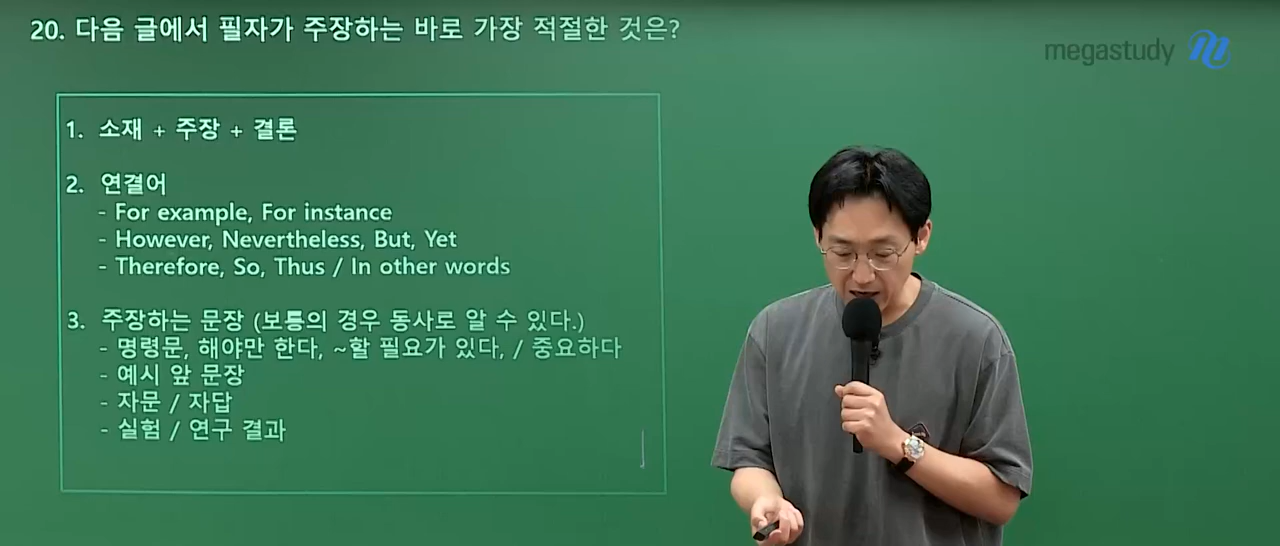 20. 다음 글에서 필자가 주장하는 바로 가장 적절한 것은?
megastudy
1. 소재 + 주장 + 결론
2. 연결어
- For example, For instance
- However, Nevertheless, But, Yet
- Therefore, So, Thus / In other words
3. 주장하는 문장 (보통의 경우 동사로 알 수 있다.)
- 명령문, 해야만 한다, ~할 필요가 있다, / 중요하다
- 예시 앞 문장
- 자문 / 자답
- 실험 / 연구 결과